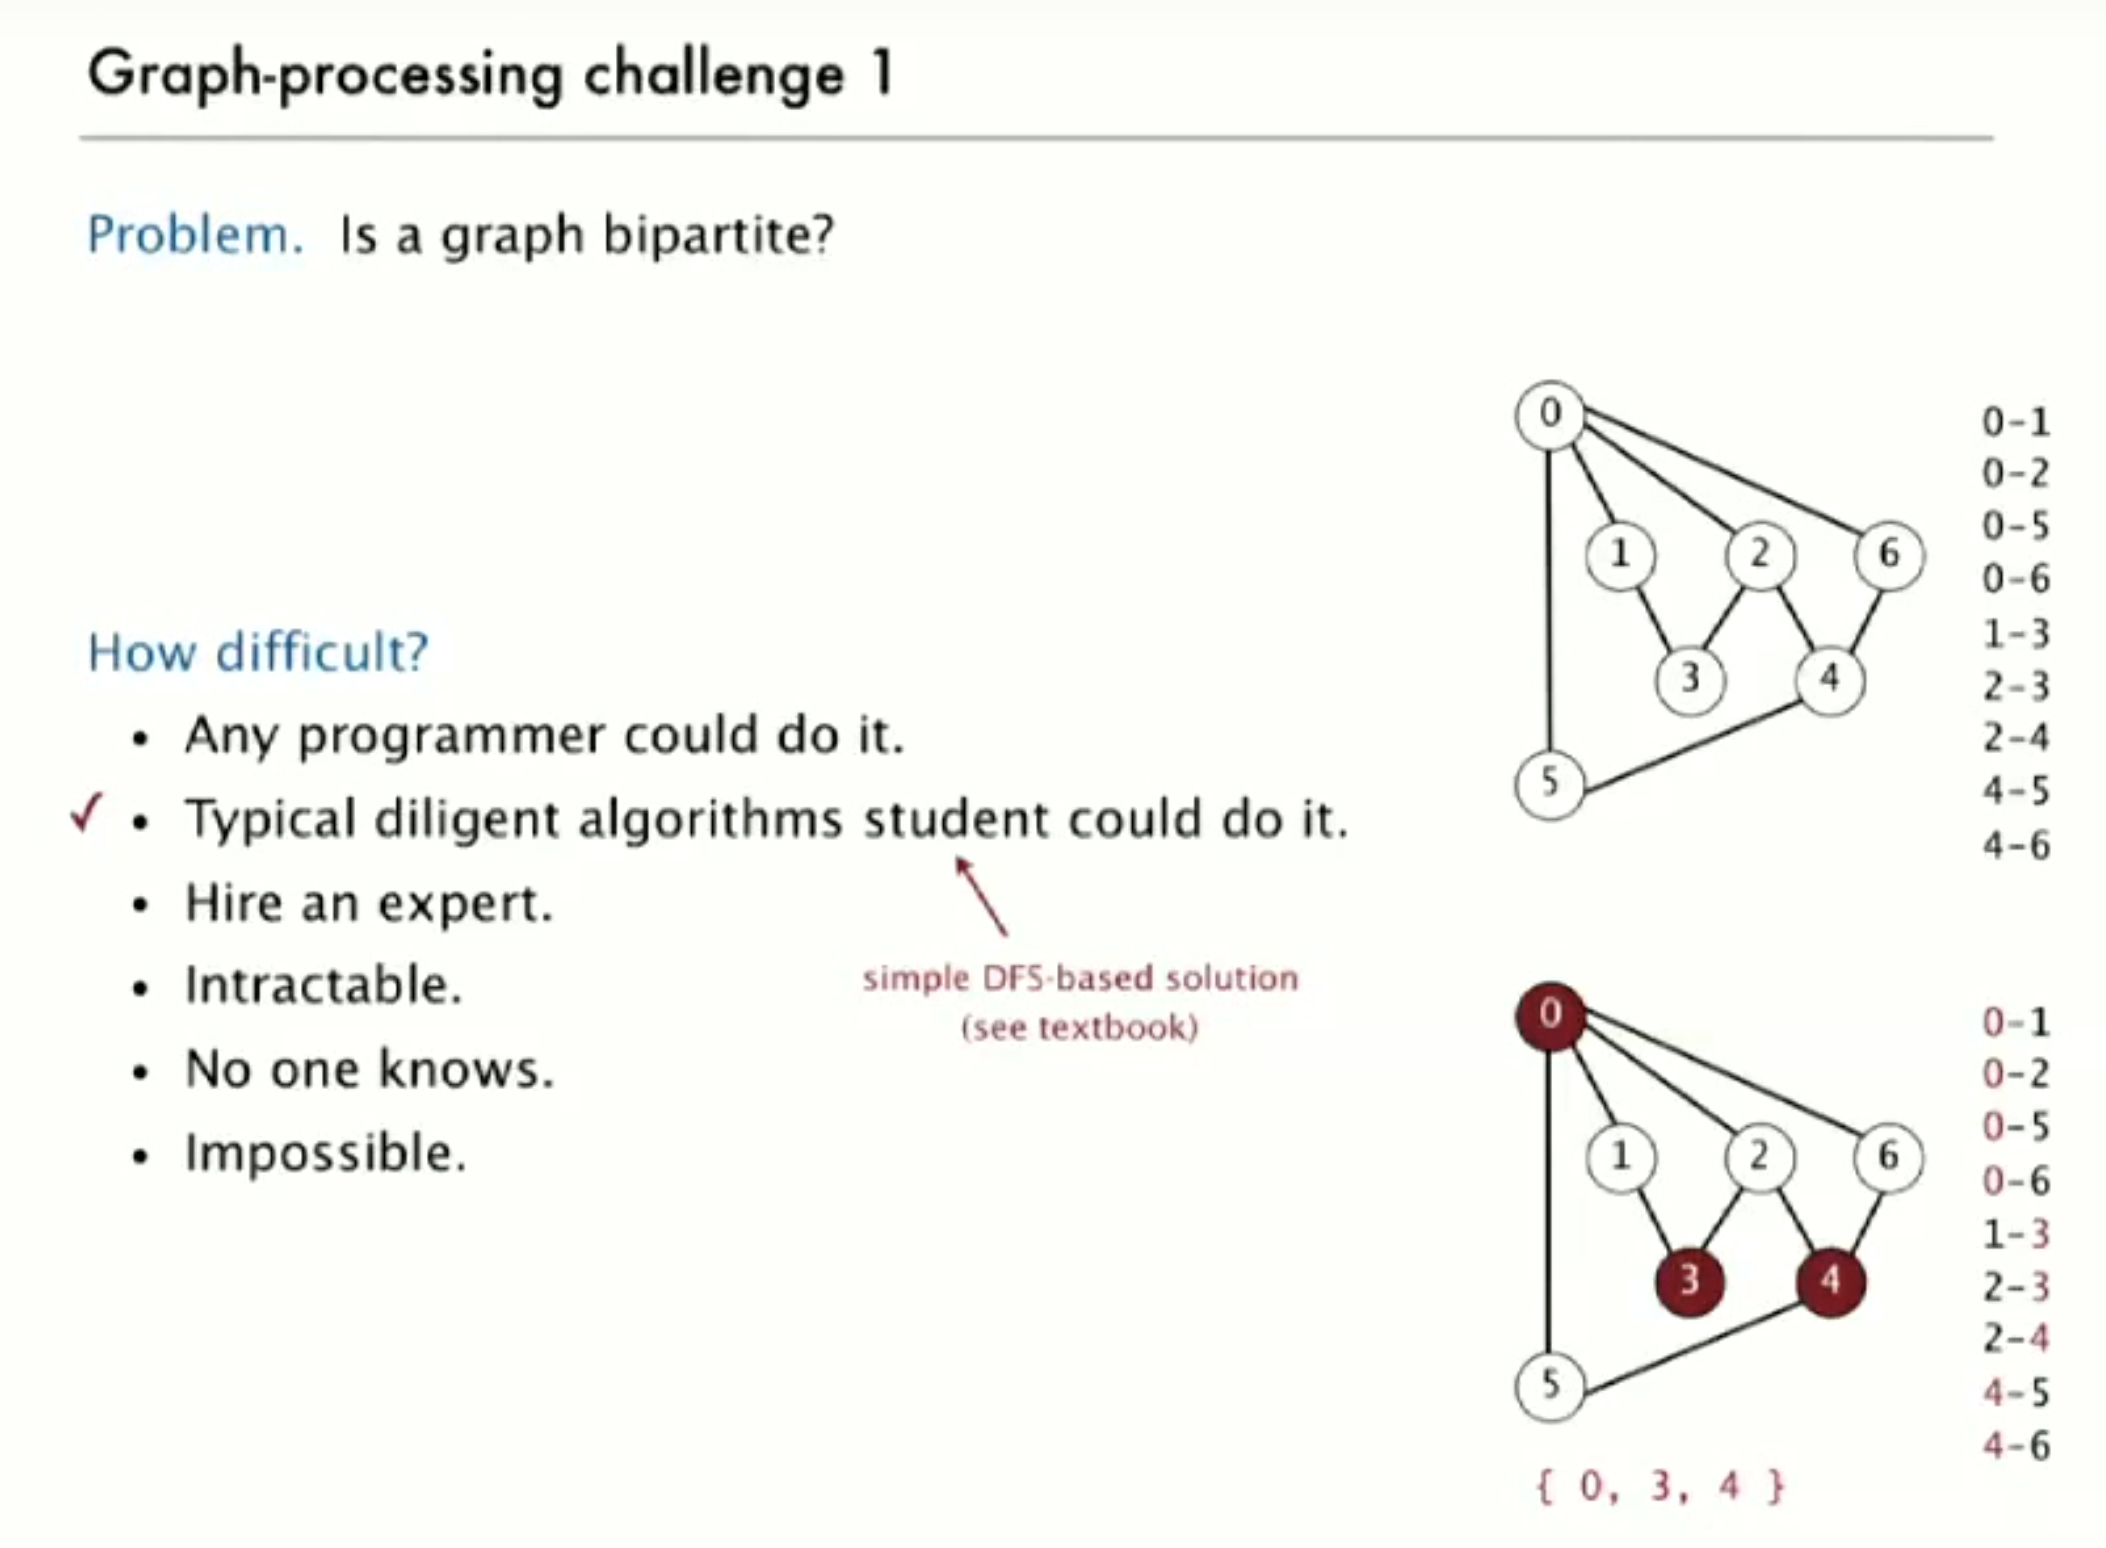 Graph-processing challenge 1
Problem. Is a graph bipartite?
How difficult?
• Any programmer could do it.
✓ • Typical diligent algorithms student could do it.
• Hire an expert.
• Intractable.
• No one knows.
• Impossible.
simple DFS-based solution
(see textbook)
0
1
2
6
3
4
5
0-1
0-2
0-5
0-6
1-3
2-3
2-4
4-5
4-6
0
1
2
6
3
4
5
{ 0, 3, 4 }
0-1
0-2
0-5
0-6
1-3
2-3
2-4
4-5
4-6